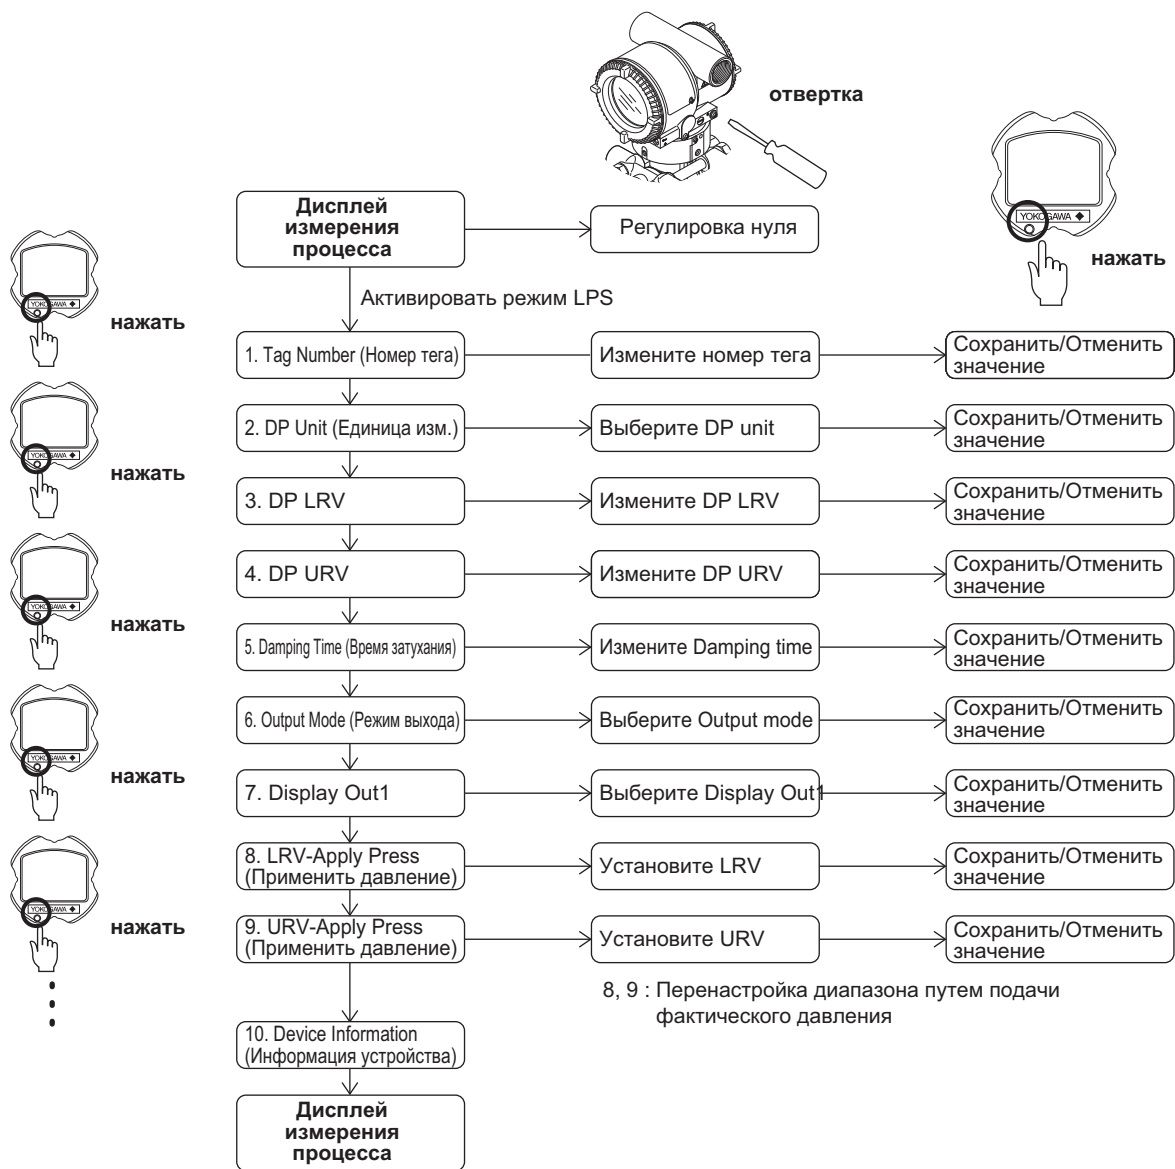 отвертка
YOKOGAWA
нажать
Дисплей
измерения
процесса
Регулировка нуля
Активировать режим LPS
YOKOGAWA
нажать
1. Tag Number (Номер тега)
Измените номер тега
Сохранить/Отменить
значение
YOKOGAWA
нажать
2. DP Unit (Единица изм.)
Выберите DP unit
Сохранить/Отменить
значение
3. DP LRV
Измените DP LRV
Сохранить/Отменить
значение
YOKOGAWA
нажать
4. DP URV
Измените DP URV
Сохранить/Отменить
значение
5. Damping Time (Время затухания)
Измените Damping time
Сохранить/Отменить
значение
YOKOGAWA
нажать
6. Output Mode (Режим выхода)
Выберите Output mode
Сохранить/Отменить
значение
7. Display Out1
Выберите Display Out1
Сохранить/Отменить
значение
YOKOGAWA
нажать
8. LRV-Apply Press
(Применить давление)
Установите LRV
Сохранить/Отменить
значение
9. URV-Apply Press
(Применить давление)
Установите URV
Сохранить/Отменить
значение
8, 9 : Перенастройка диапазона путем подачи
фактического давления
10. Device Information
(Информация устройства)
Дисплей
измерения
процесса